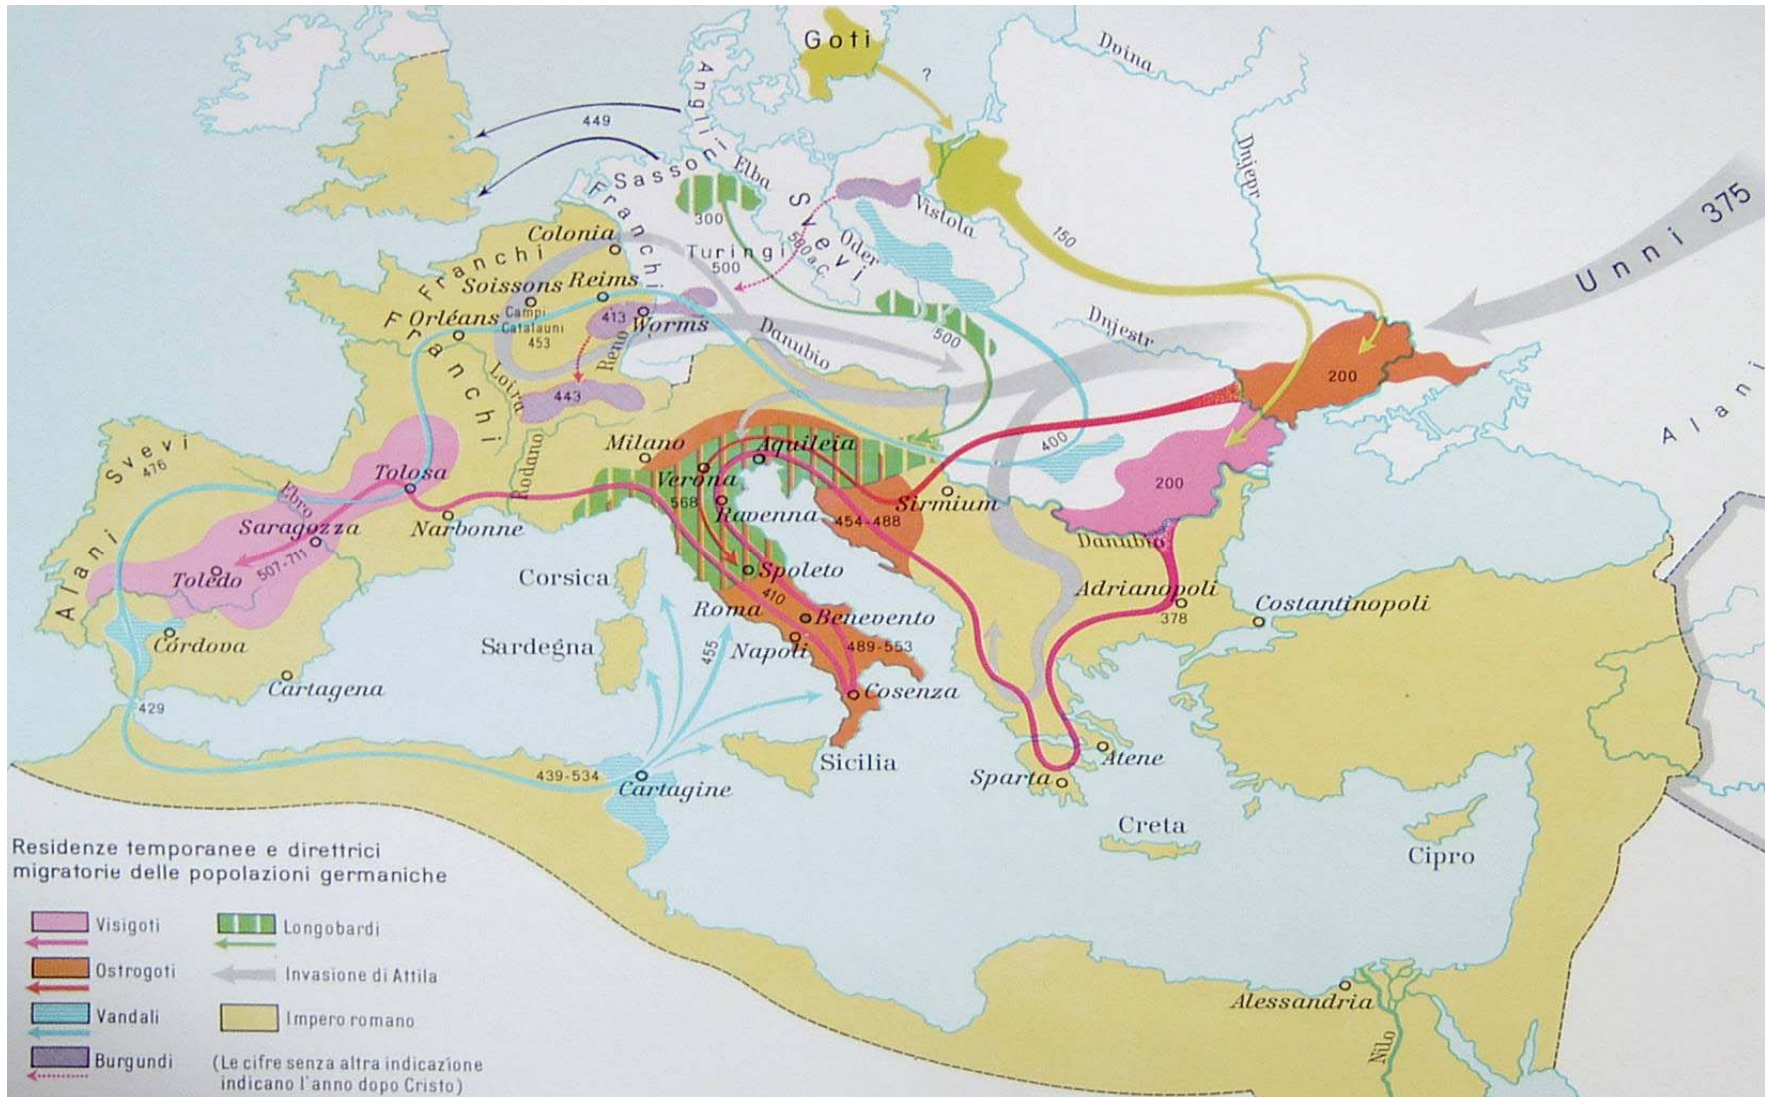 Goti
?
Dvina
Angli
449
Dnjepr
Sassoni
Elba
Svevi
Franchi
300
Vistola
Unni 375
Colonia
Oder
150
Franchi
Turingi
500
Soissons
Reims
Orléans
Campi
Catalauni
453
413
Worms
Reno
Danubio
500
Dnjestr
Franchi
Loira
443
200
Alani
Svevi
476
Milano
Aquileia
400
Tolosa
Rodano
Verona
568
Sirmium
200
Ebro
Saragozza
Narbonne
Ravenna
454-488
Danubio
Alani
Toledo
507-711
Corsica
Spoleto
410
Roma
Benevento
Adrianopoli
378
Costantinopoli
Córdova
Sardegna
455
Napoli
489-553
Cartagena
Cosenza
429
439-534
Cartagine
Sicilia
Atene
Sparta
Creta
Cipro
Alessandria
Nilo
Residenze temporanee e direttrici
migratorie delle popolazioni germaniche
Visigoti
Ostrogoti
Vandali
Burgundi
Longobardi
Invasione di Attila
Impero romano
(Le cifre senza altra indicazione
indicano l'anno dopo Cristo)